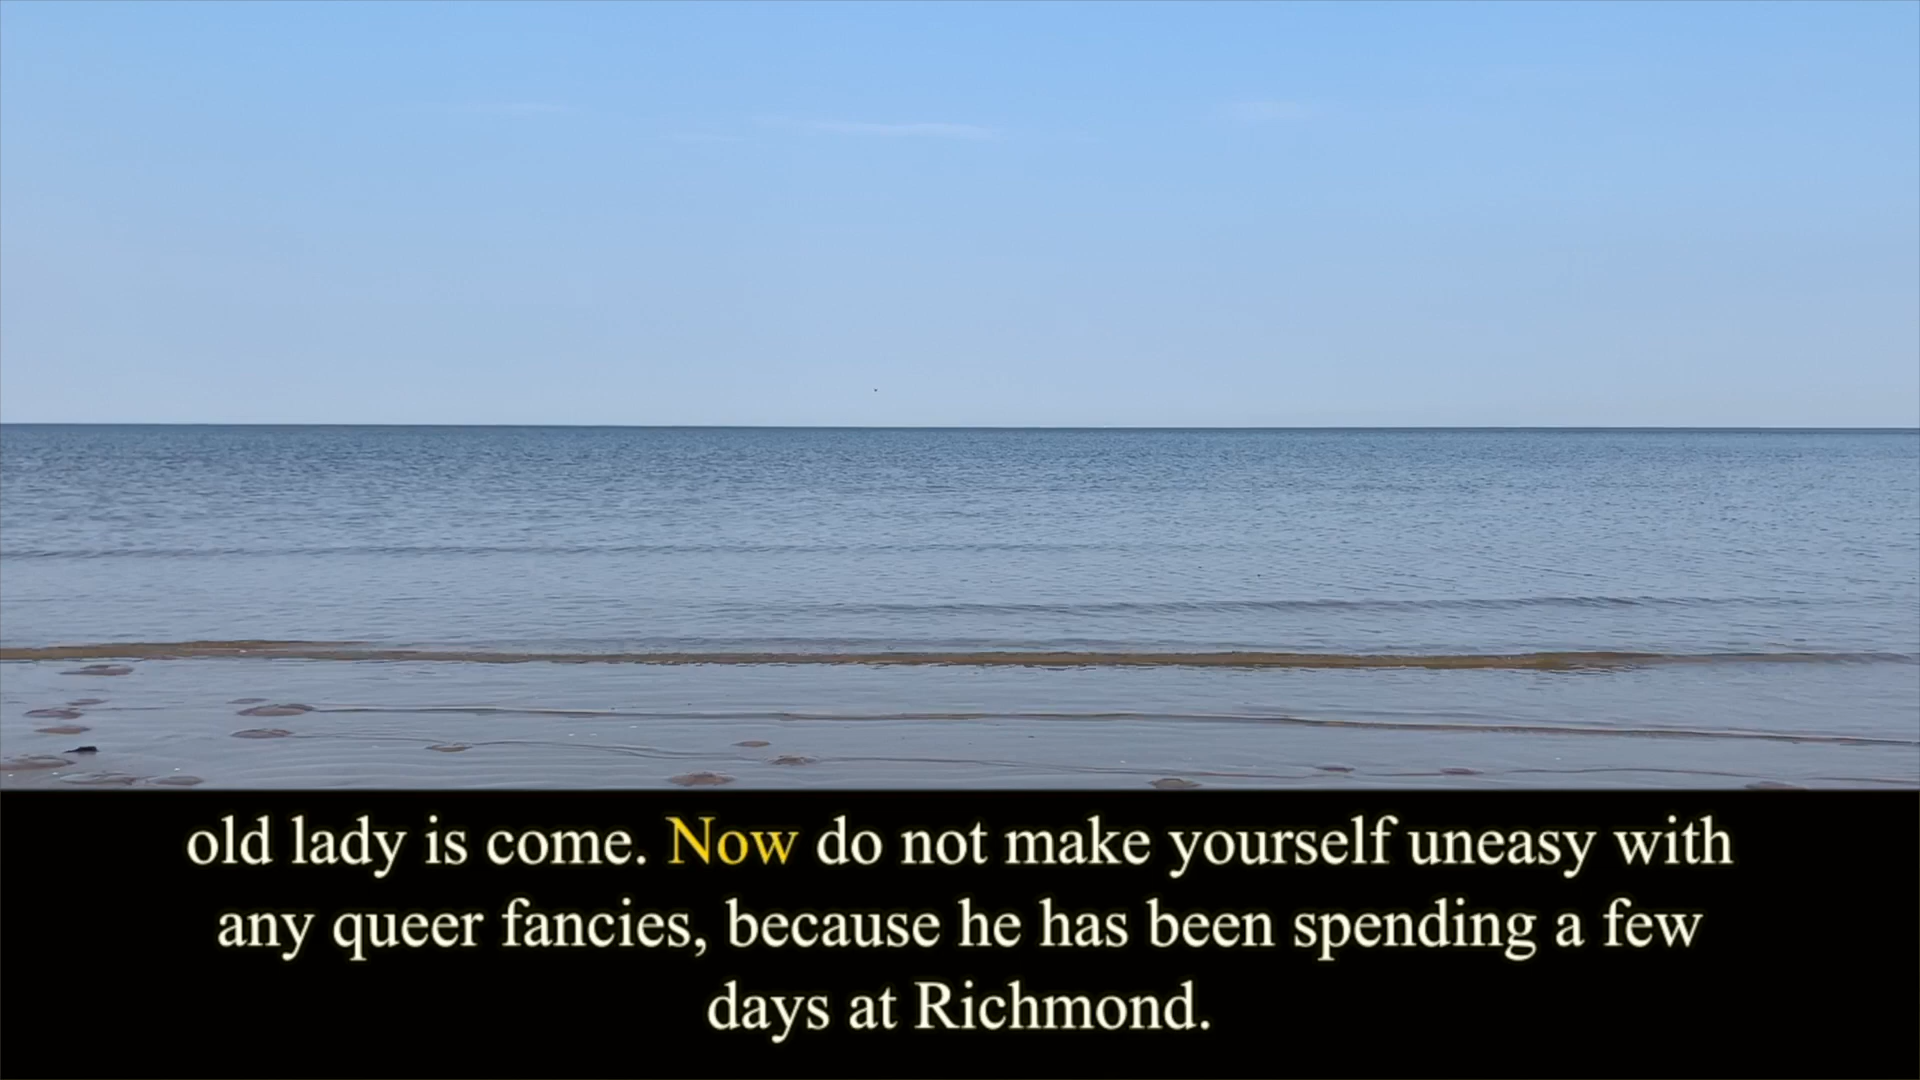 old lady is come. Now do not make yourself uneasy with
any queer fancies, because he has been spending a few
days at Richmond.